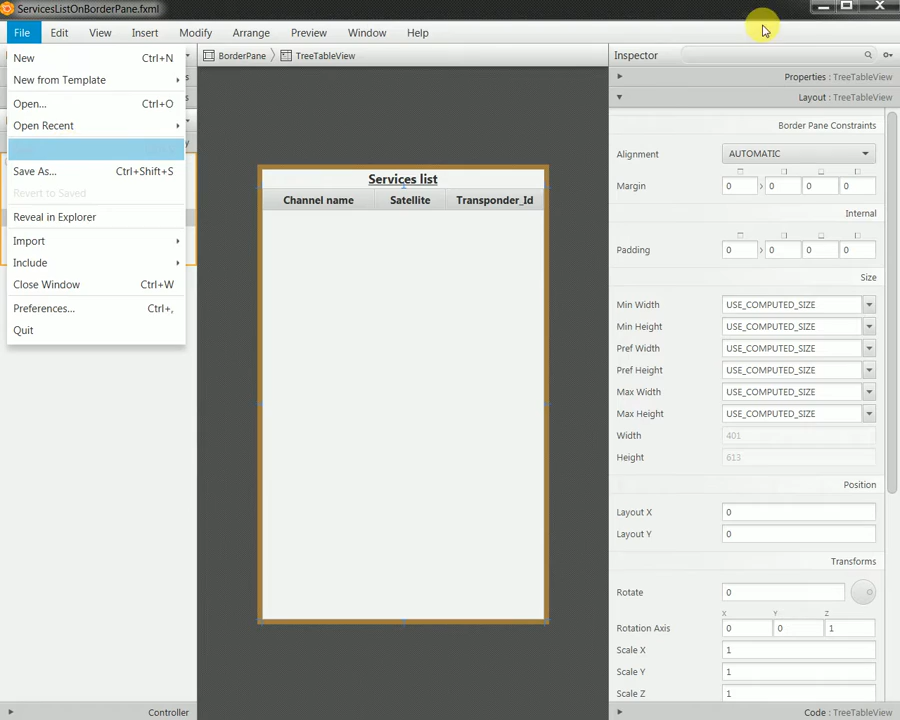 ServicesListOnBorderPane.fxml
File Edit View Insert Modify Arrange Preview Window Help
New Ctrl+N
New from Template
Open... Ctrl+O
Open Recent
Save As... Ctrl+Shift+S
Revert to Saved
Reveal in Explorer
Import
Include
Close Window Ctrl+W
Preferences... Ctrl+,
Quit
Controller
BorderPane TreeTableView
Services list
Channel name Satellite Transponder_Id
Inspector
Properties : TreeTableView
Layout : TreeTableView
Border Pane Constraints
Alignment AUTOMATIC
Margin 0 0 0 0
Internal
Padding 0 0 0 0
Size
Min Width USE_COMPUTED_SIZE
Min Height USE_COMPUTED_SIZE
Pref Width USE_COMPUTED_SIZE
Pref Height USE_COMPUTED_SIZE
Max Width USE_COMPUTED_SIZE
Max Height USE_COMPUTED_SIZE
Width 401
Height 613
Position
Layout X 0
Layout Y 0
Transforms
Rotate 0
X Y Z
Rotation Axis 0 0 1
Scale X 1
Scale Y 1
Scale Z 1
Code : TreeTableView